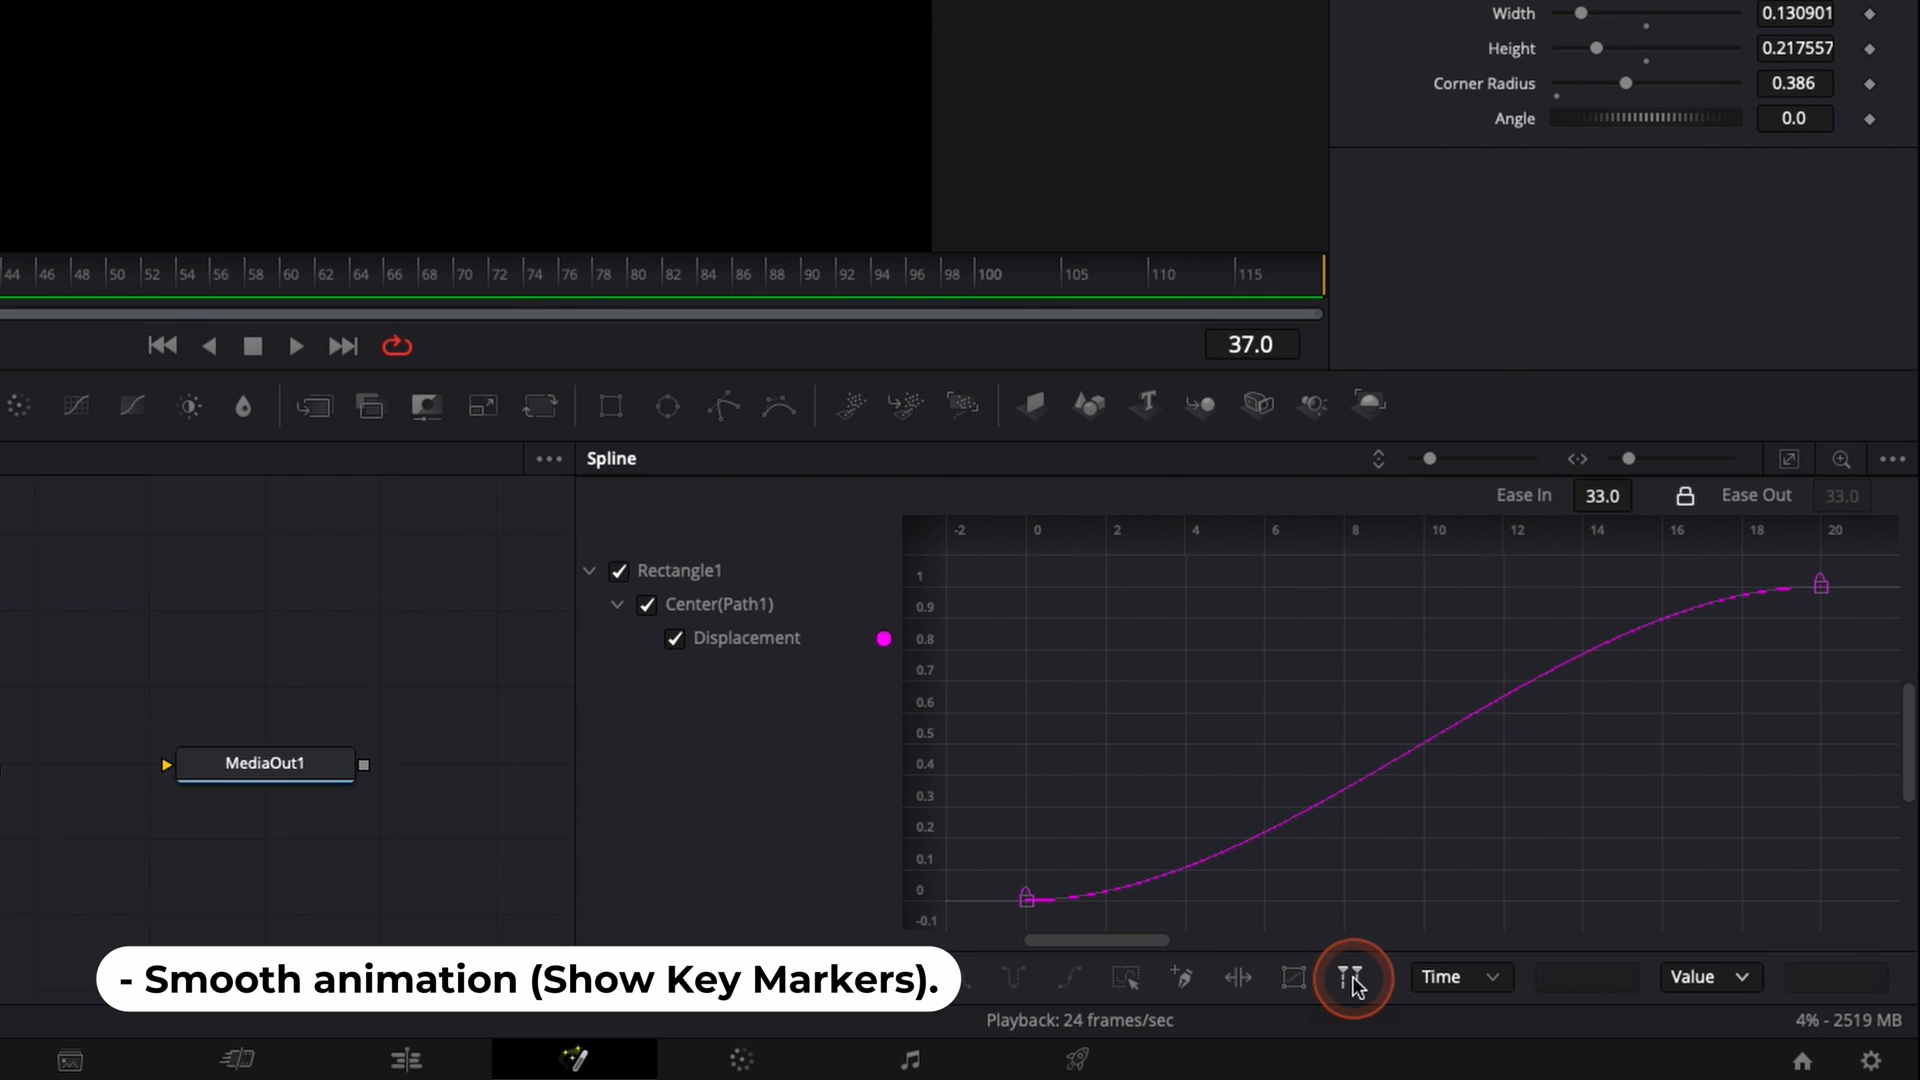 Width 0.130901
Height 0.217557
Corner Radius 0.386
Angle 0.0
44 46 48 50 52 54 56 58 60 62 64 66 68 70 72 74 76 78 80 82 84 86 88 90 92 94 96 98 100 105 110 115
37.0
Spline
Ease In 33.0 Ease Out 33.0
-2 0 2 4 6 8 10 12 14 16 18 20
Rectangle1
Center(Path1)
Displacement
1
0.9
0.8
0.7
0.6
0.5
0.4
0.3
0.2
0.1
0
-0.1
MediaOut1
- Smooth animation (Show Key Markers).
Time Value
Playback: 24 frames/sec
4% - 2519 MB